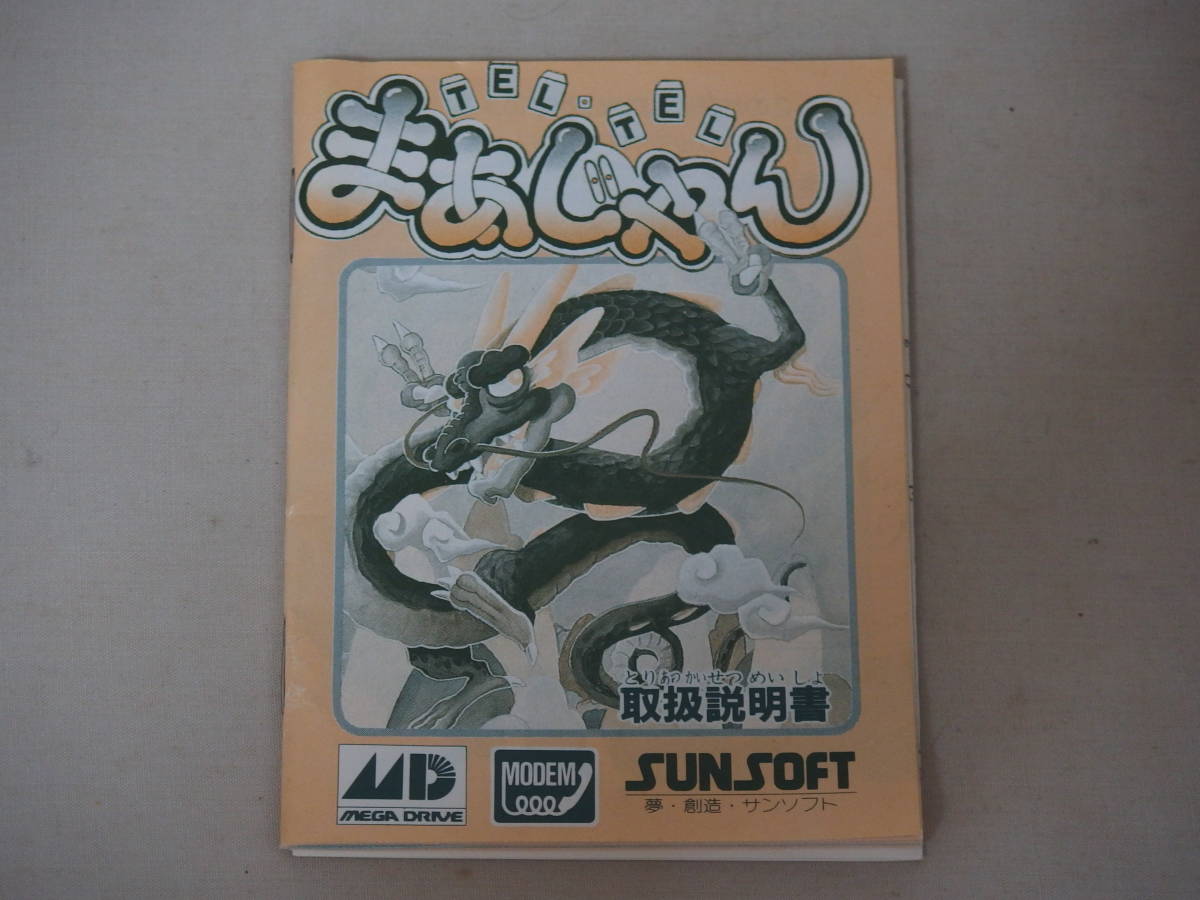 TEL・TEL
まあじゃん
とりあつかいせつめいしょ
取扱説明書
MD
MEGA DRIVE
MODEM
SUNSOFT
夢・創造・サンソフト